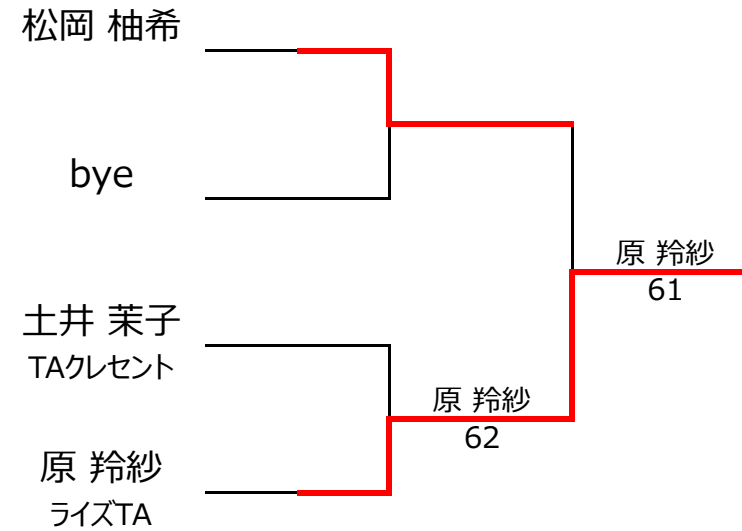 松岡 柚希
bye
土井 茉子
TAクレセント
原 羚紗
ライズTA
原 羚紗
62
原 羚紗
61